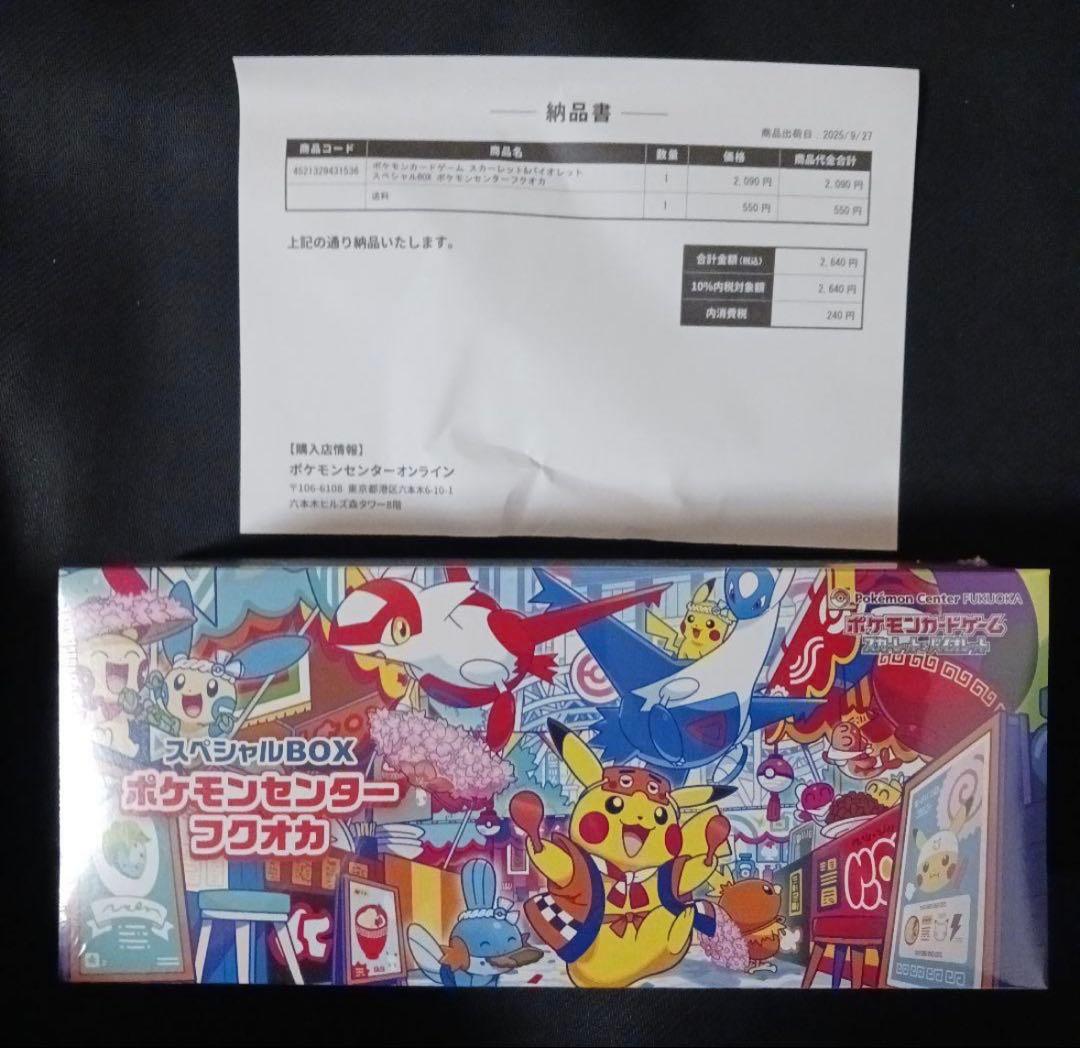 納品書
商品出荷日 2025/9/27
商品コード 商品名 数量 価格 商品代金合計
4521329431536 ポケモンカードゲーム スカーレット&バイオレット 1 2,090 円 2,090 円
スペシャルBOX ポケモンセンターフクオカ
送料 1 550 円 550 円
上記の通り納品いたします。
合計金額(税込) 2,640 円
10%内税対象額 2,640 円
内消費税 240 円
【購入店情報】
ポケモンセンターオンライン
〒106-6108 東京都港区六本木6-10-1
六本木ヒルズ森タワー8階
Pokémon Center FUKUOKA
ポケモンカードゲーム
スカーレット&バイオレット
スペシャルBOX
ポケモンセンター
フクオカ